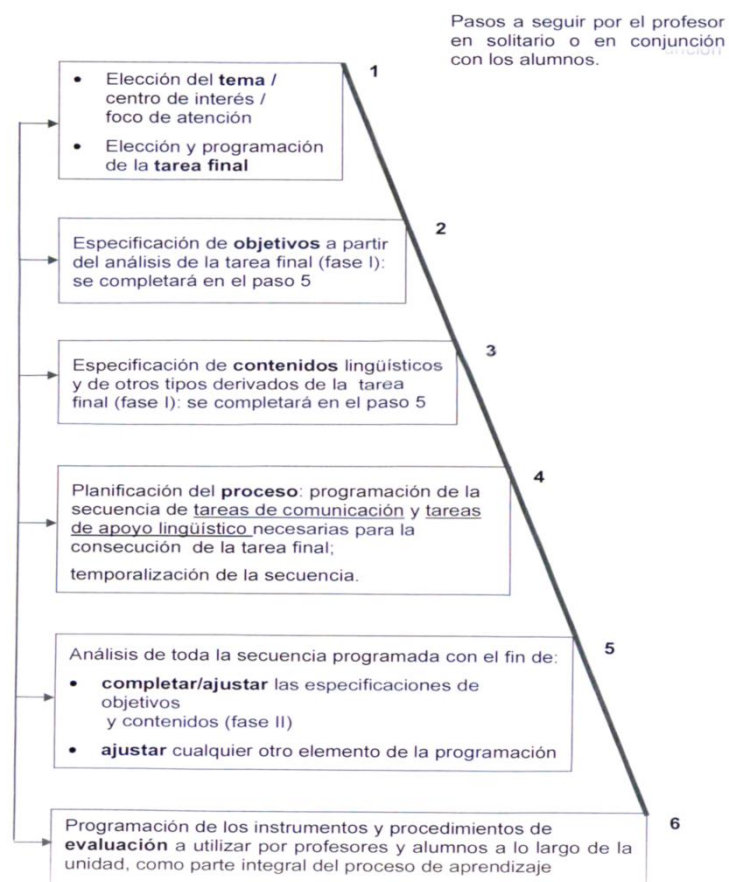 Pasos a seguir por el profesor
en solitario o en conjunción
con los alumnos.
1
• Elección del tema /
centro de interés /
foco de atención
• Elección y programación
de la tarea final
2
Especificación de objetivos a partir
del análisis de la tarea final (fase I):
se completará en el paso 5
3
Especificación de contenidos lingüísticos
y de otros tipos derivados de la tarea
final (fase I): se completará en el paso 5
4
Planificación del proceso: programación de la
secuencia de tareas de comunicación y tareas
de apoyo lingüístico necesarias para la
consecución de la tarea final;
temporalización de la secuencia.
5
Análisis de toda la secuencia programada con el fin de:
• completar/ajustar las especificaciones de
objetivos
y contenidos (fase II)
• ajustar cualquier otro elemento de la programación
6
Programación de los instrumentos y procedimientos de
evaluación a utilizar por profesores y alumnos a lo largo de la
unidad, como parte integral del proceso de aprendizaje